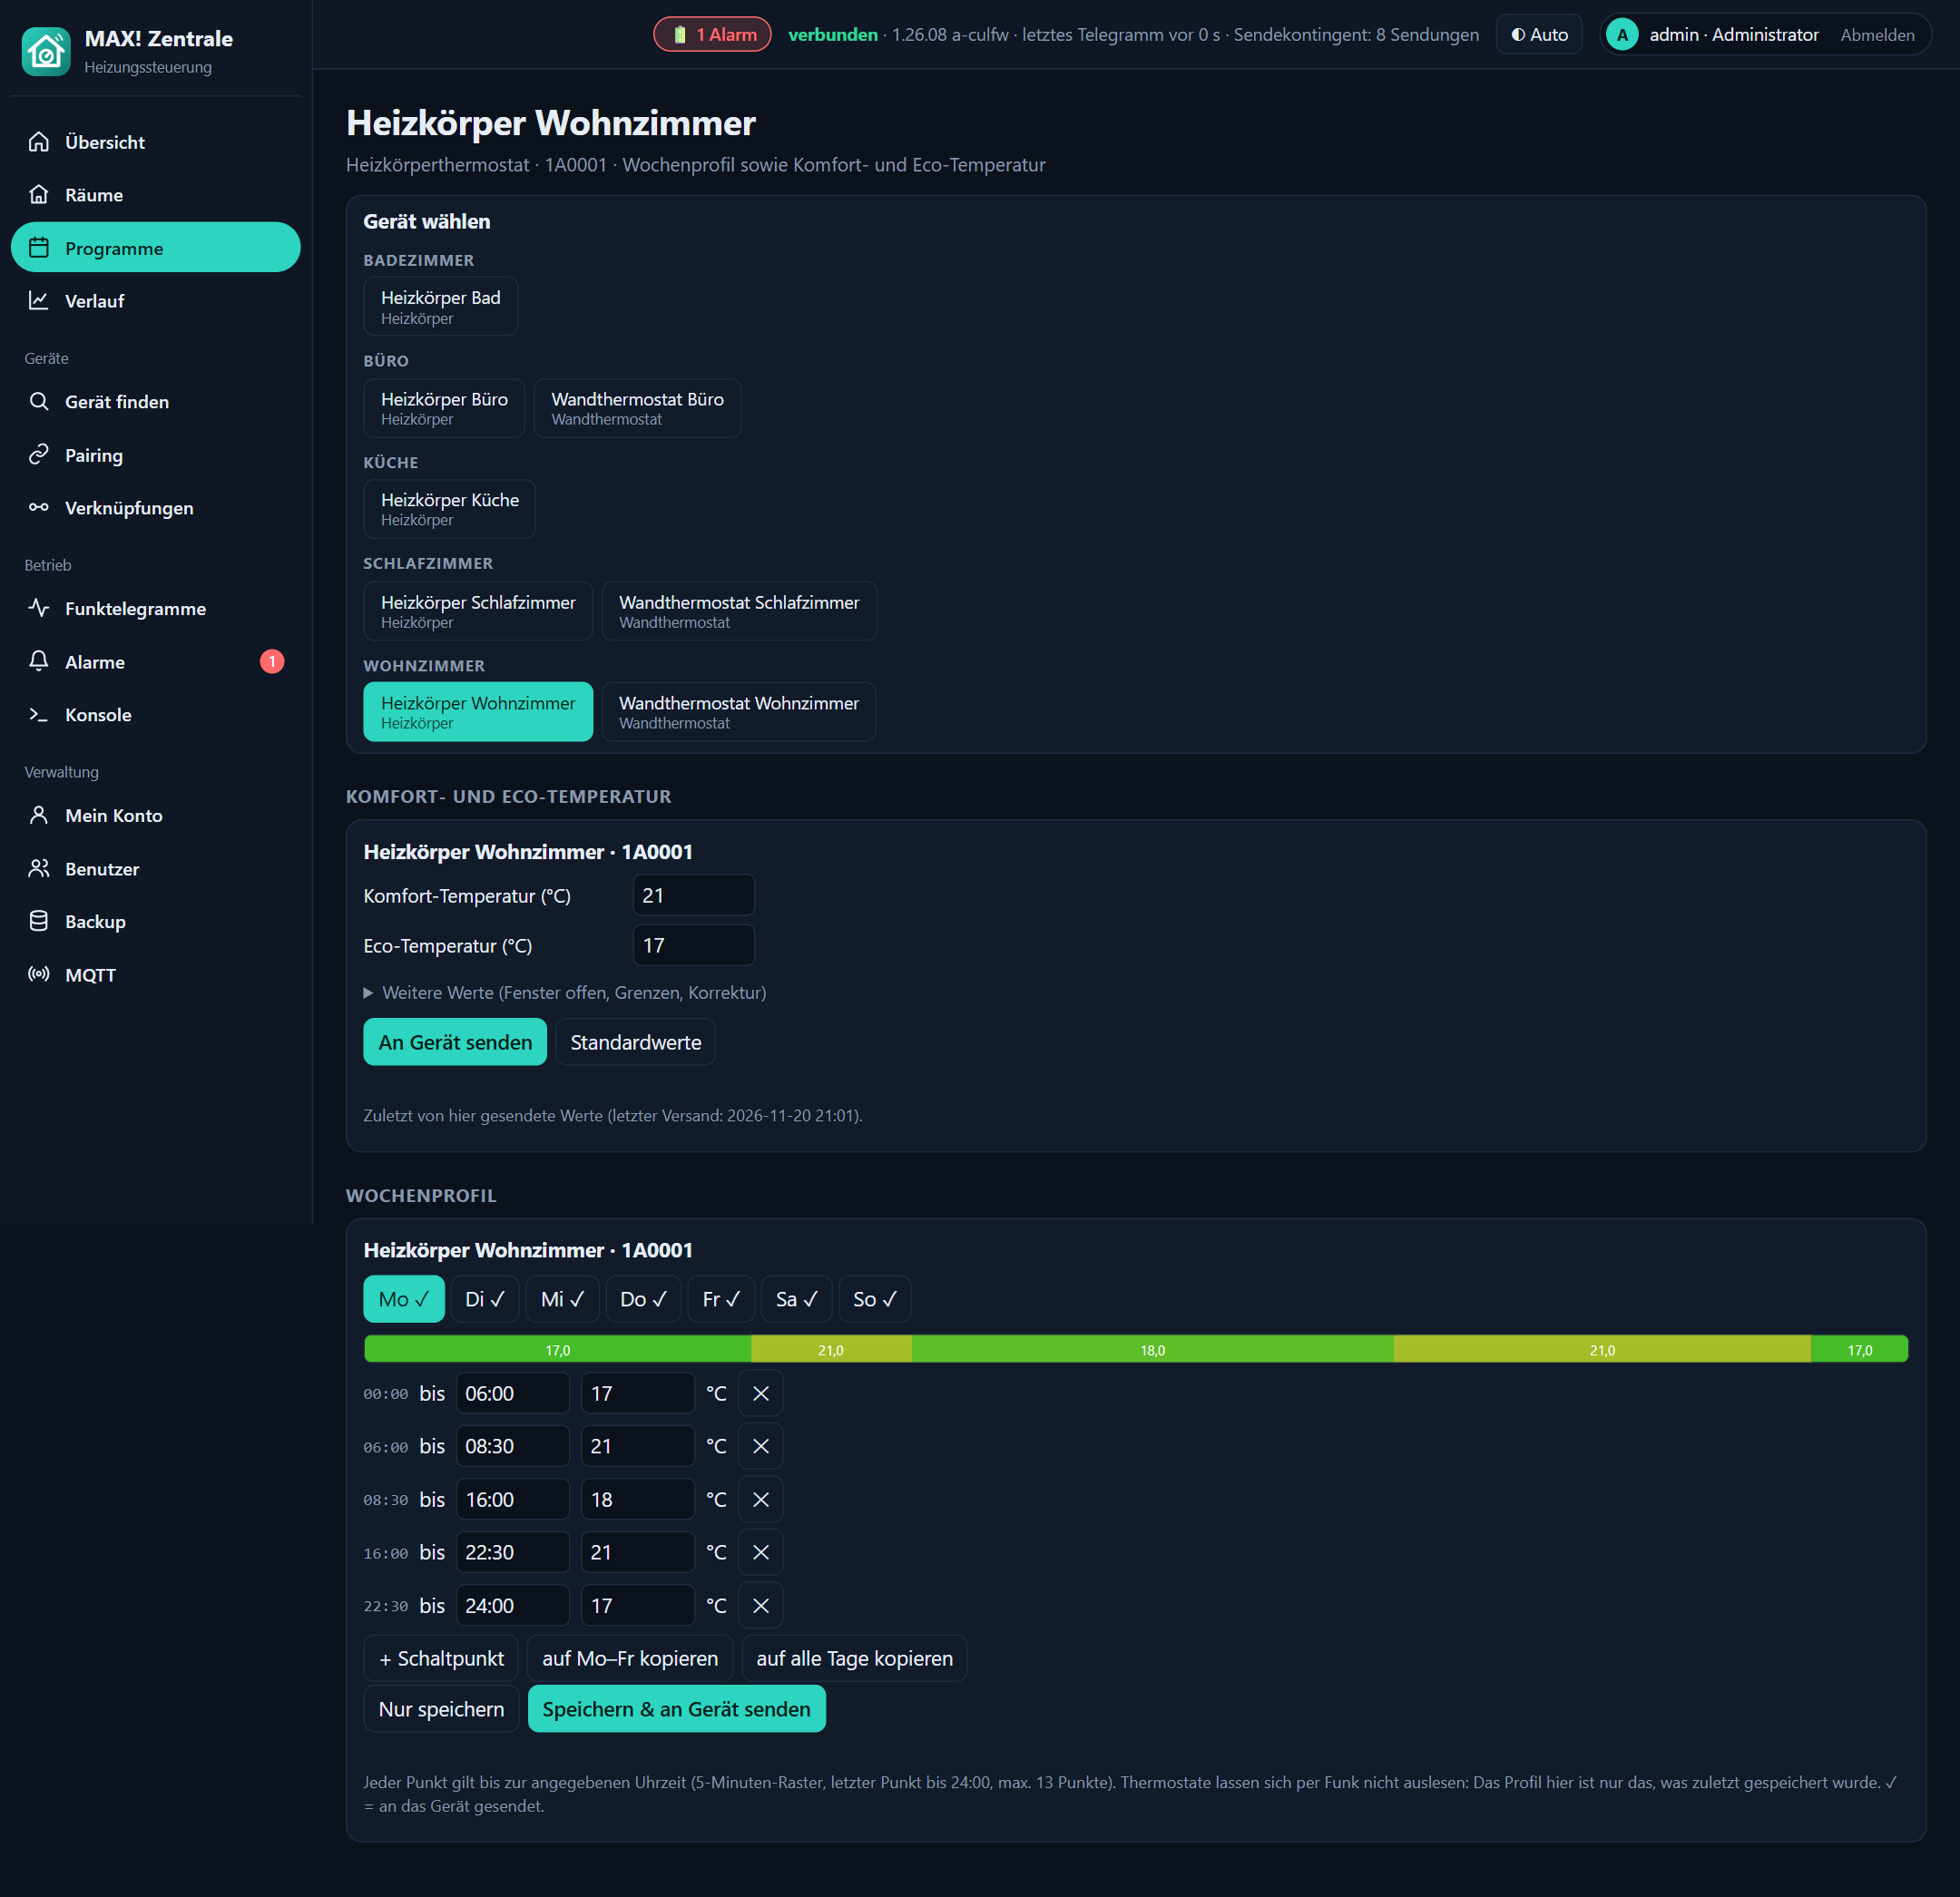 MAX! Zentrale
Heizungssteuerung
Übersicht
Räume
Programme
Verlauf
Geräte
Gerät finden
Pairing
Verknüpfungen
Betrieb
Funktelegramme
Alarme 1
Konsole
Verwaltung
Mein Konto
Benutzer
Backup
MQTT
1 Alarm verbunden · 1.26.08 a-culfw · letztes Telegramm vor 0 s · Sendekontingent: 8 Sendungen Auto A admin · Administrator Abmelden
Heizkörper Wohnzimmer
Heizkörperthermostat · 1A0001 · Wochenprofil sowie Komfort- und Eco-Temperatur
Gerät wählen
BADEZIMMER
Heizkörper Bad
Heizkörper
BÜRO
Heizkörper Büro
Heizkörper
Wandthermostat Büro
Wandthermostat
KÜCHE
Heizkörper Küche
Heizkörper
SCHLAFZIMMER
Heizkörper Schlafzimmer
Heizkörper
Wandthermostat Schlafzimmer
Wandthermostat
WOHNZIMMER
Heizkörper Wohnzimmer
Heizkörper
Wandthermostat Wohnzimmer
Wandthermostat
KOMFORT- UND ECO-TEMPERATUR
Heizkörper Wohnzimmer · 1A0001
Komfort-Temperatur (°C) 21
Eco-Temperatur (°C) 17
▶ Weitere Werte (Fenster offen, Grenzen, Korrektur)
An Gerät senden Standardwerte
Zuletzt von hier gesendete Werte (letzter Versand: 2026-11-20 21:01).
WOCHENPROFIL
Heizkörper Wohnzimmer · 1A0001
Mo ✓ Di ✓ Mi ✓ Do ✓ Fr ✓ Sa ✓ So ✓
17,0 21,0 18,0 21,0 17,0
00:00 bis 06:00 17 °C ✕
06:00 bis 08:30 21 °C ✕
08:30 bis 16:00 18 °C ✕
16:00 bis 22:30 21 °C ✕
22:30 bis 24:00 17 °C ✕
+ Schaltpunkt auf Mo–Fr kopieren auf alle Tage kopieren
Nur speichern Speichern & an Gerät senden
Jeder Punkt gilt bis zur angegebenen Uhrzeit (5-Minuten-Raster, letzter Punkt bis 24:00, max. 13 Punkte). Thermostate lassen sich per Funk nicht auslesen: Das Profil hier ist nur das, was zuletzt gespeichert wurde. ✓
= an das Gerät gesendet.